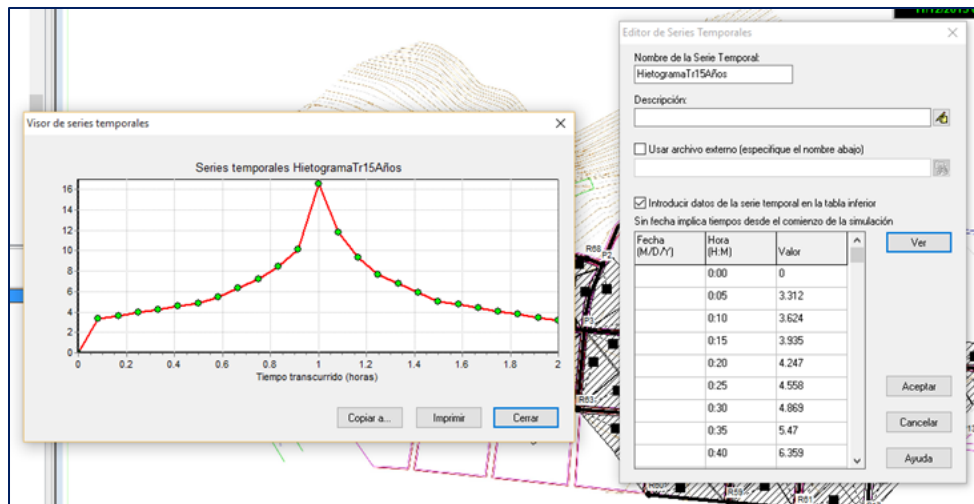 11/12/2015
Editor de Series Temporales
Nombre de la Serie Temporal:
HietogramaTr15Años
Descripción:
Usar archivo externo (especifique el nombre abajo)
Introducir datos de la serie temporal en la tabla inferior
Sin fecha implica tiempos desde el comienzo de la simulación
Fecha (M/D/Y) Hora (H:M) Valor
0:00 0
0:05 3.312
0:10 3.624
0:15 3.935
0:20 4.247
0:25 4.558
0:30 4.869
0:35 5.47
0:40 6.359
Ver
Aceptar
Cancelar
Ayuda
Visor de series temporales
Series temporales HietogramaTr15Años
16
14
12
10
8
6
4
2
0
0 0.2 0.4 0.6 0.8 1 1.2 1.4 1.6 1.8 2
Tiempo transcurrido (horas)
Copiar a...
Imprimir
Cerrar
R68
P2
P3
R63
R59
R61